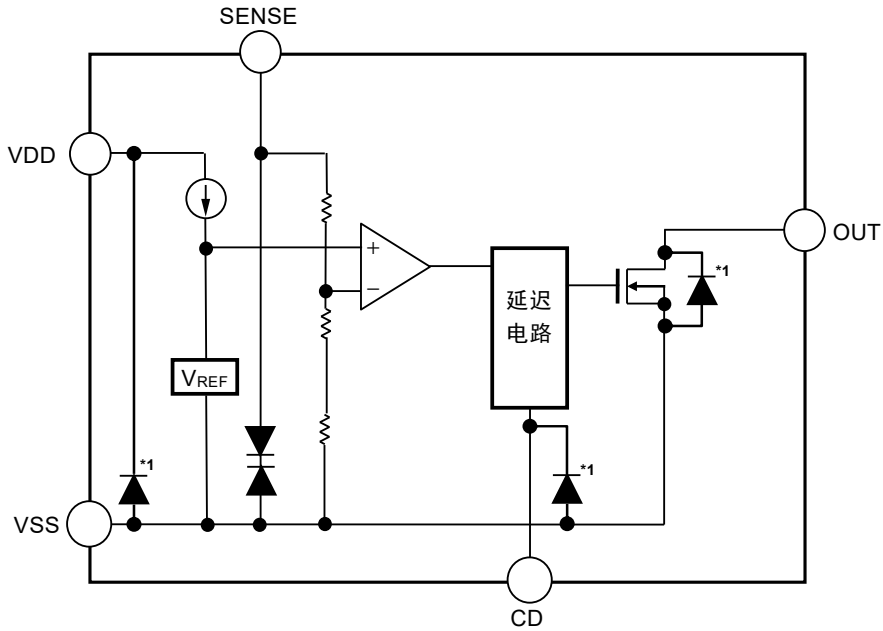 SENSE
VDD
OUT
+
−
*1
延迟
电路
VREF
*1
*1
VSS
CD